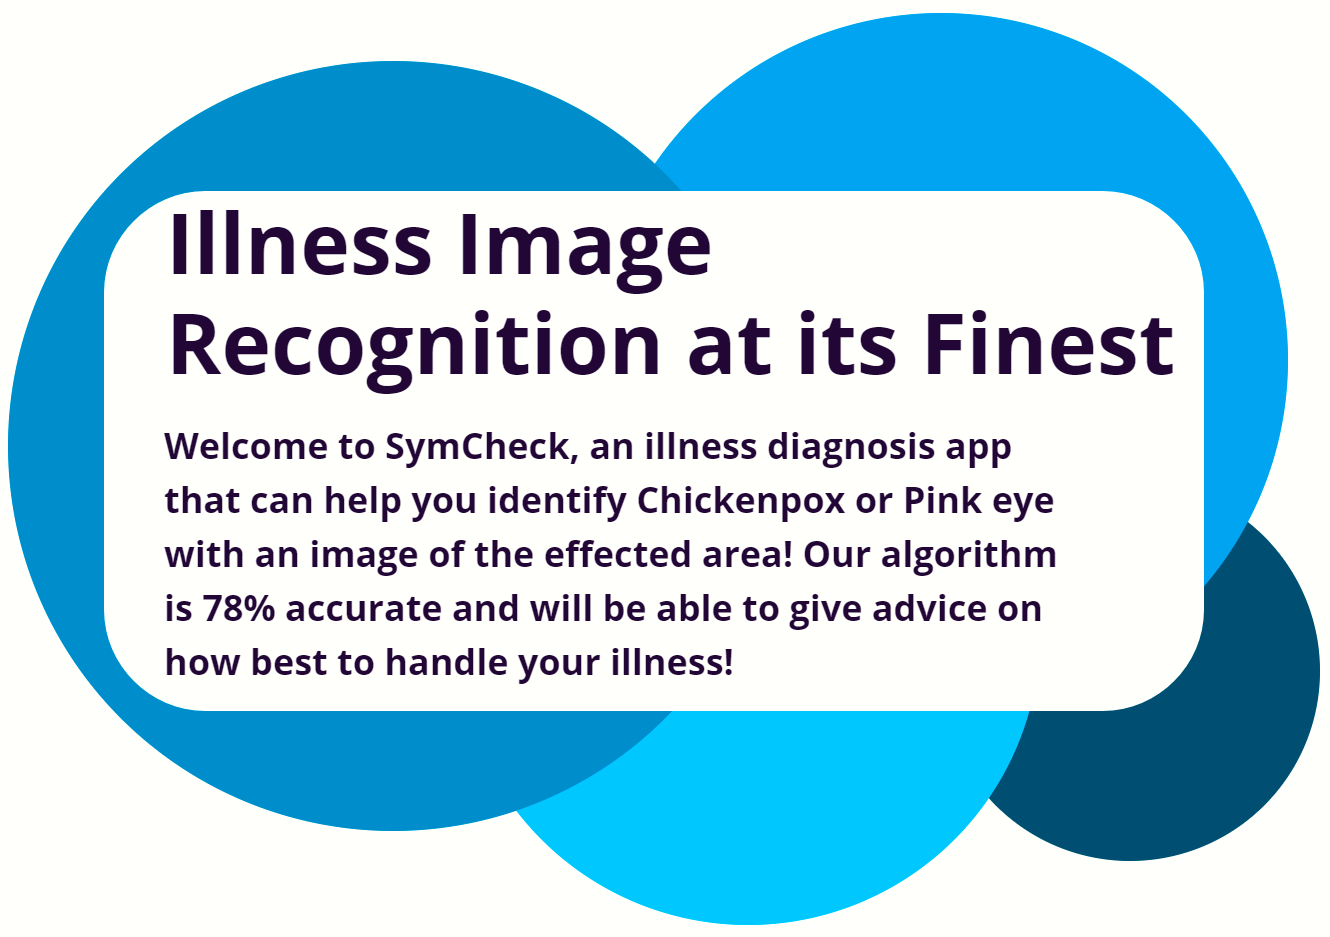 Illness Image
Recognition at its Finest
Welcome to SymCheck, an illness diagnosis app
that can help you identify Chickenpox or Pink eye
with an image of the effected area! Our algorithm
is 78% accurate and will be able to give advice on
how best to handle your illness!